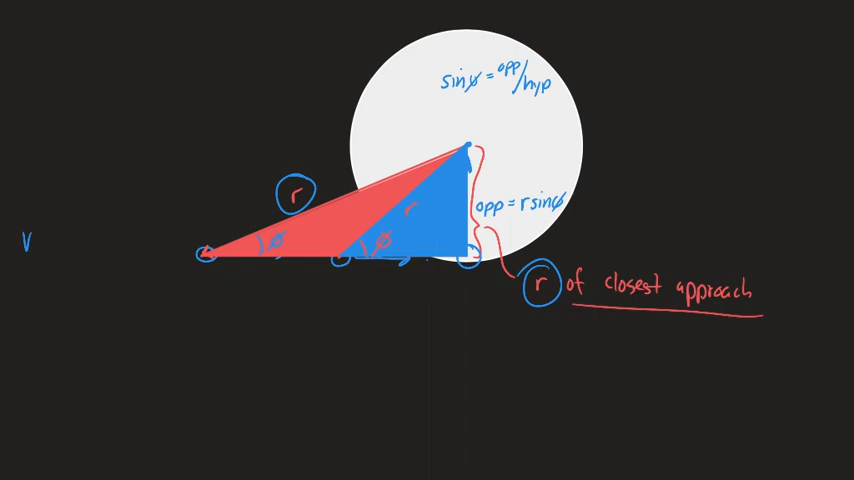 sinφ = opp/hyp
r
r
opp = r sinφ
φ
φ
V
r of closest approach